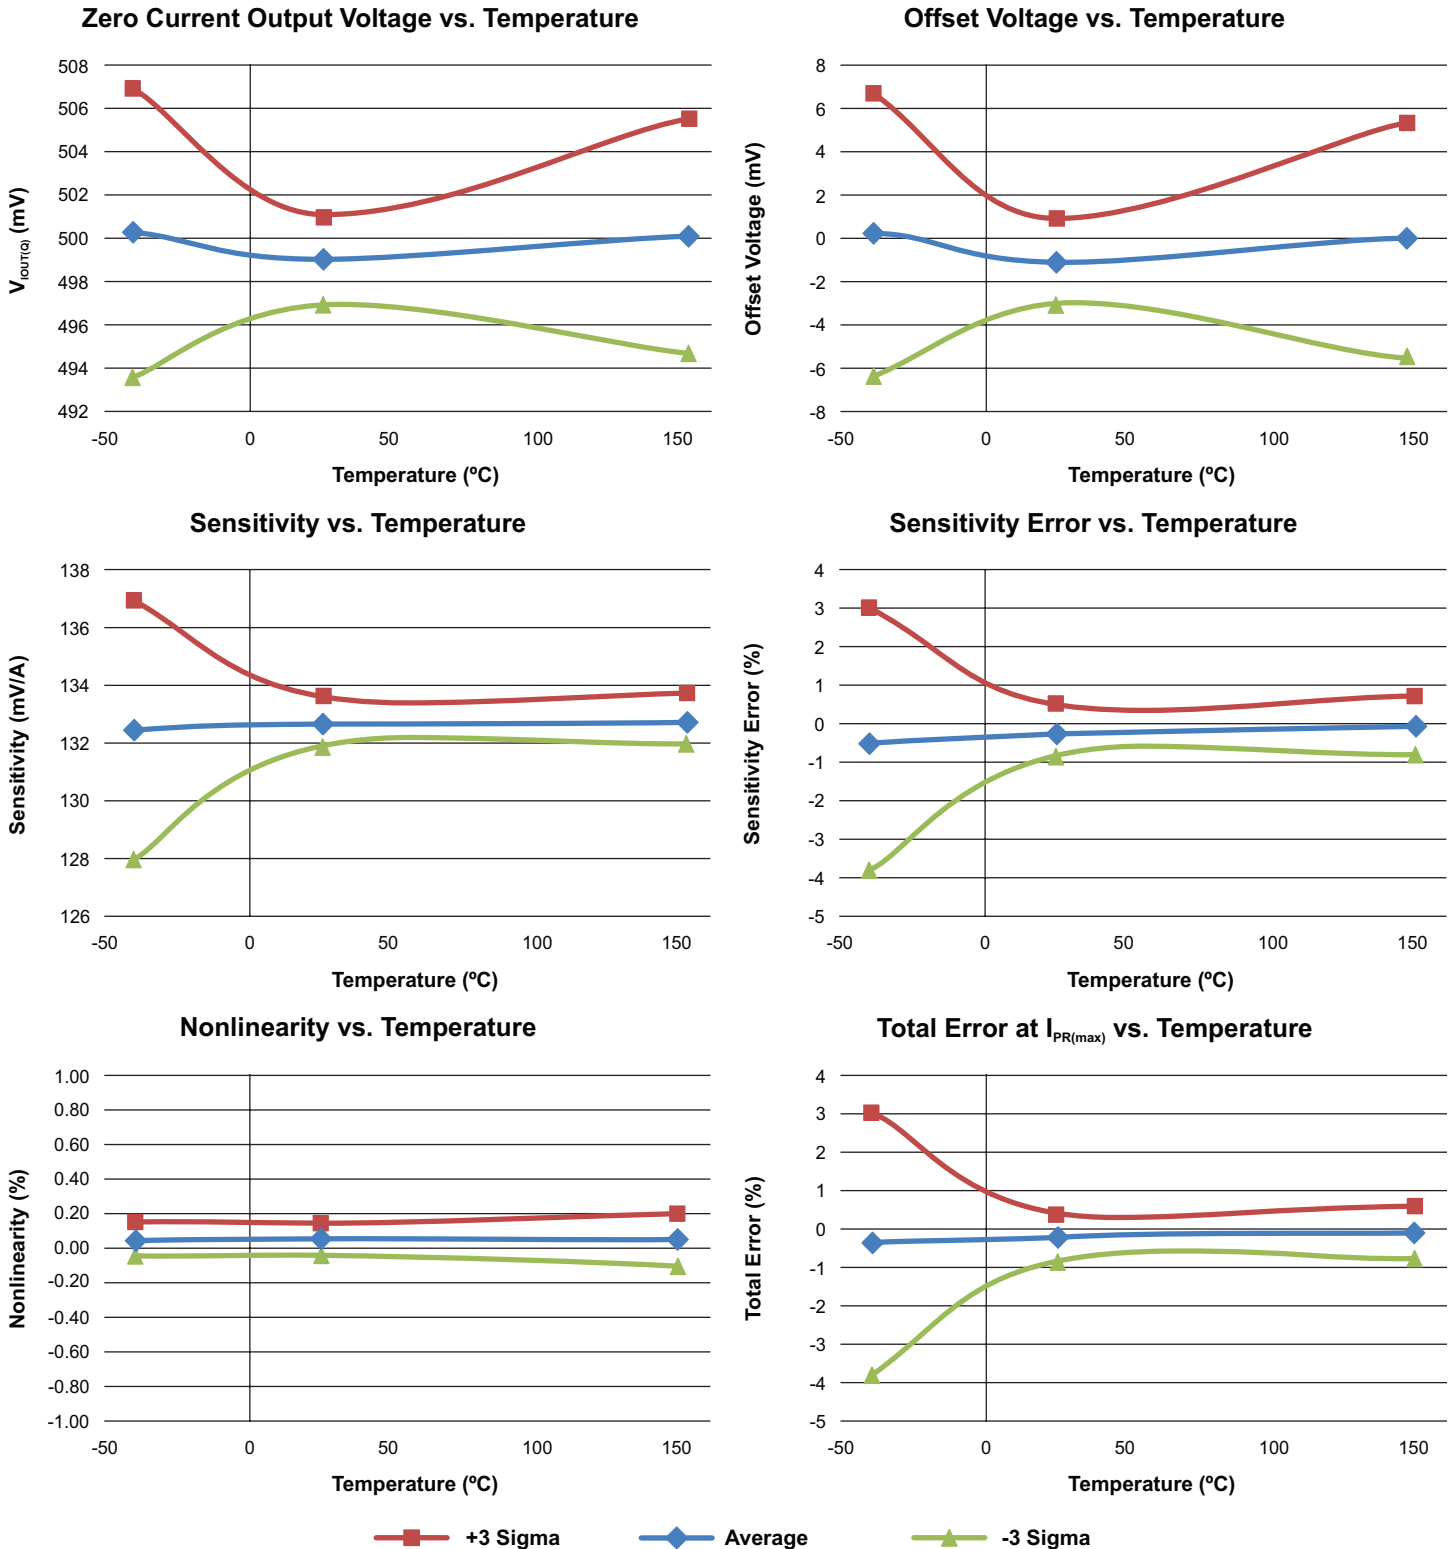 Zero Current Output Voltage vs. Temperature
508
506
504
502
500
498
496
494
492
V_IOUT(Q) (mV)
-50 0 50 100 150
Temperature (ºC)
Offset Voltage vs. Temperature
8
6
4
2
0
-2
-4
-6
-8
Offset Voltage (mV)
-50 0 50 100 150
Temperature (ºC)
Sensitivity vs. Temperature
138
136
134
132
130
128
126
Sensitivity (mV/A)
-50 0 50 100 150
Temperature (ºC)
Sensitivity Error vs. Temperature
4
3
2
1
0
-1
-2
-3
-4
-5
Sensitivity Error (%)
-50 0 50 100 150
Temperature (ºC)
Nonlinearity vs. Temperature
1.00
0.80
0.60
0.40
0.20
0.00
-0.20
-0.40
-0.60
-0.80
-1.00
Nonlinearity (%)
-50 0 50 100 150
Temperature (ºC)
Total Error at I_PR(max) vs. Temperature
4
3
2
1
0
-1
-2
-3
-4
-5
Total Error (%)
-50 0 50 100 150
Temperature (ºC)
+3 Sigma Average -3 Sigma